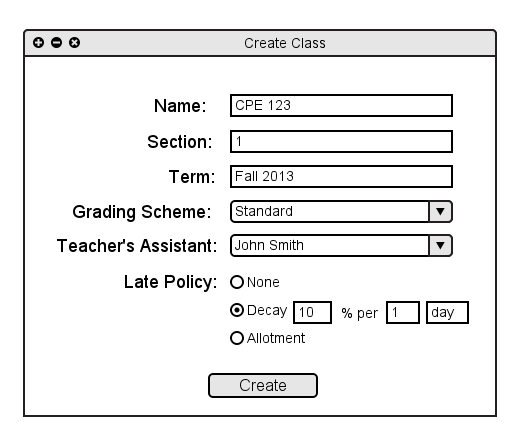 Create Class
Name: CPE 123
Section: 1
Term: Fall 2013
Grading Scheme: Standard
Teacher's Assistant: John Smith
Late Policy: None
Decay 10 % per 1 day
Allotment
Create